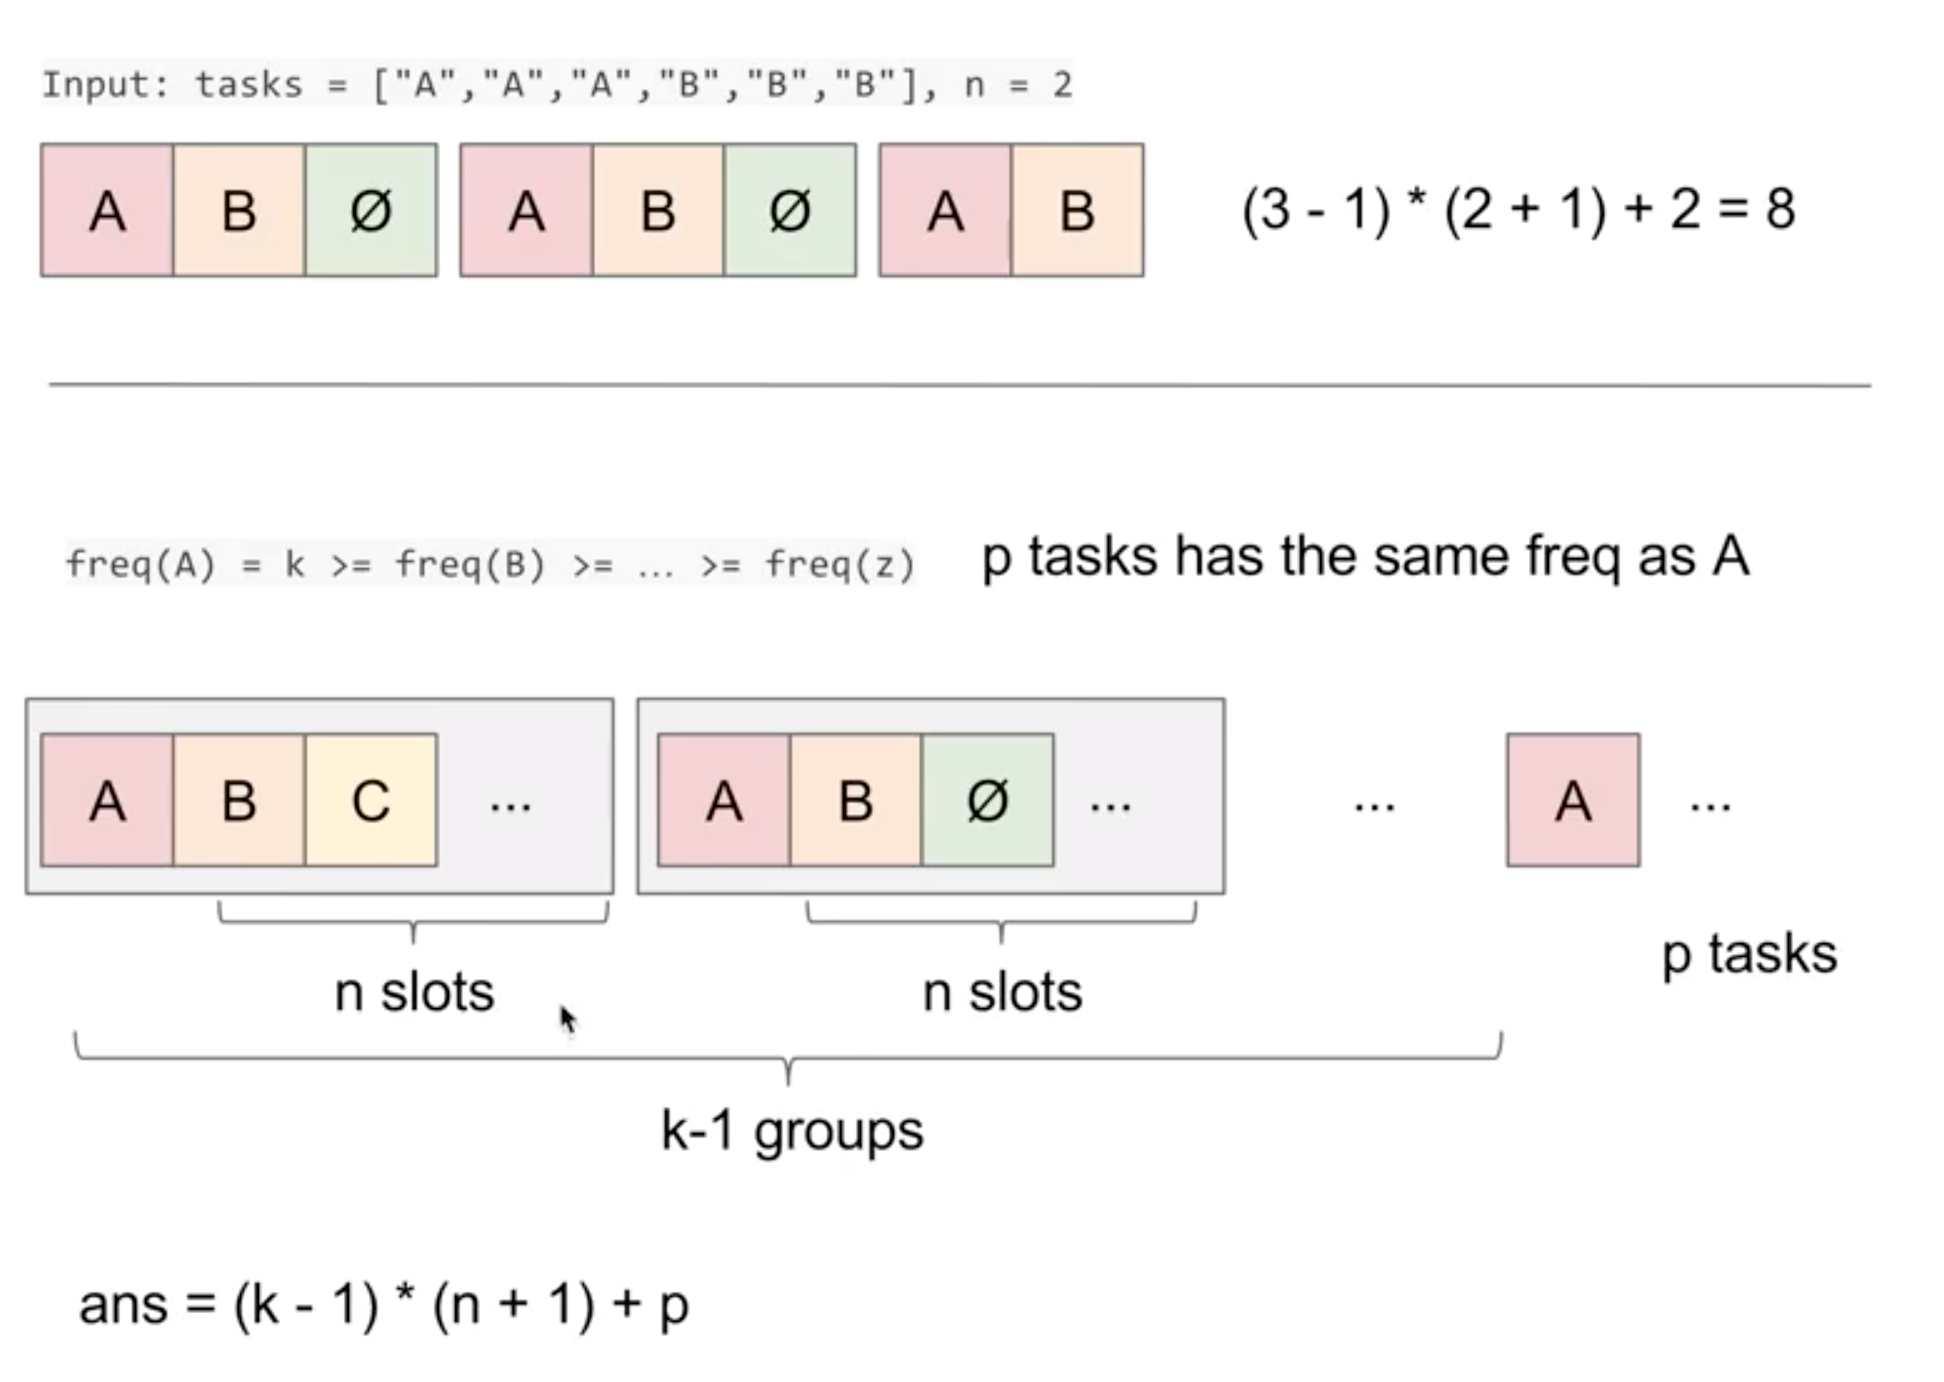 Input: tasks = ["A","A","A","B","B","B"], n = 2
A B Ø A B Ø A B (3 - 1) * (2 + 1) + 2 = 8
freq(A) = k >= freq(B) >= ... >= freq(z) p tasks has the same freq as A
A B C ... A B Ø ... ... A ...
n slots n slots p tasks
k-1 groups
ans = (k - 1) * (n + 1) + p